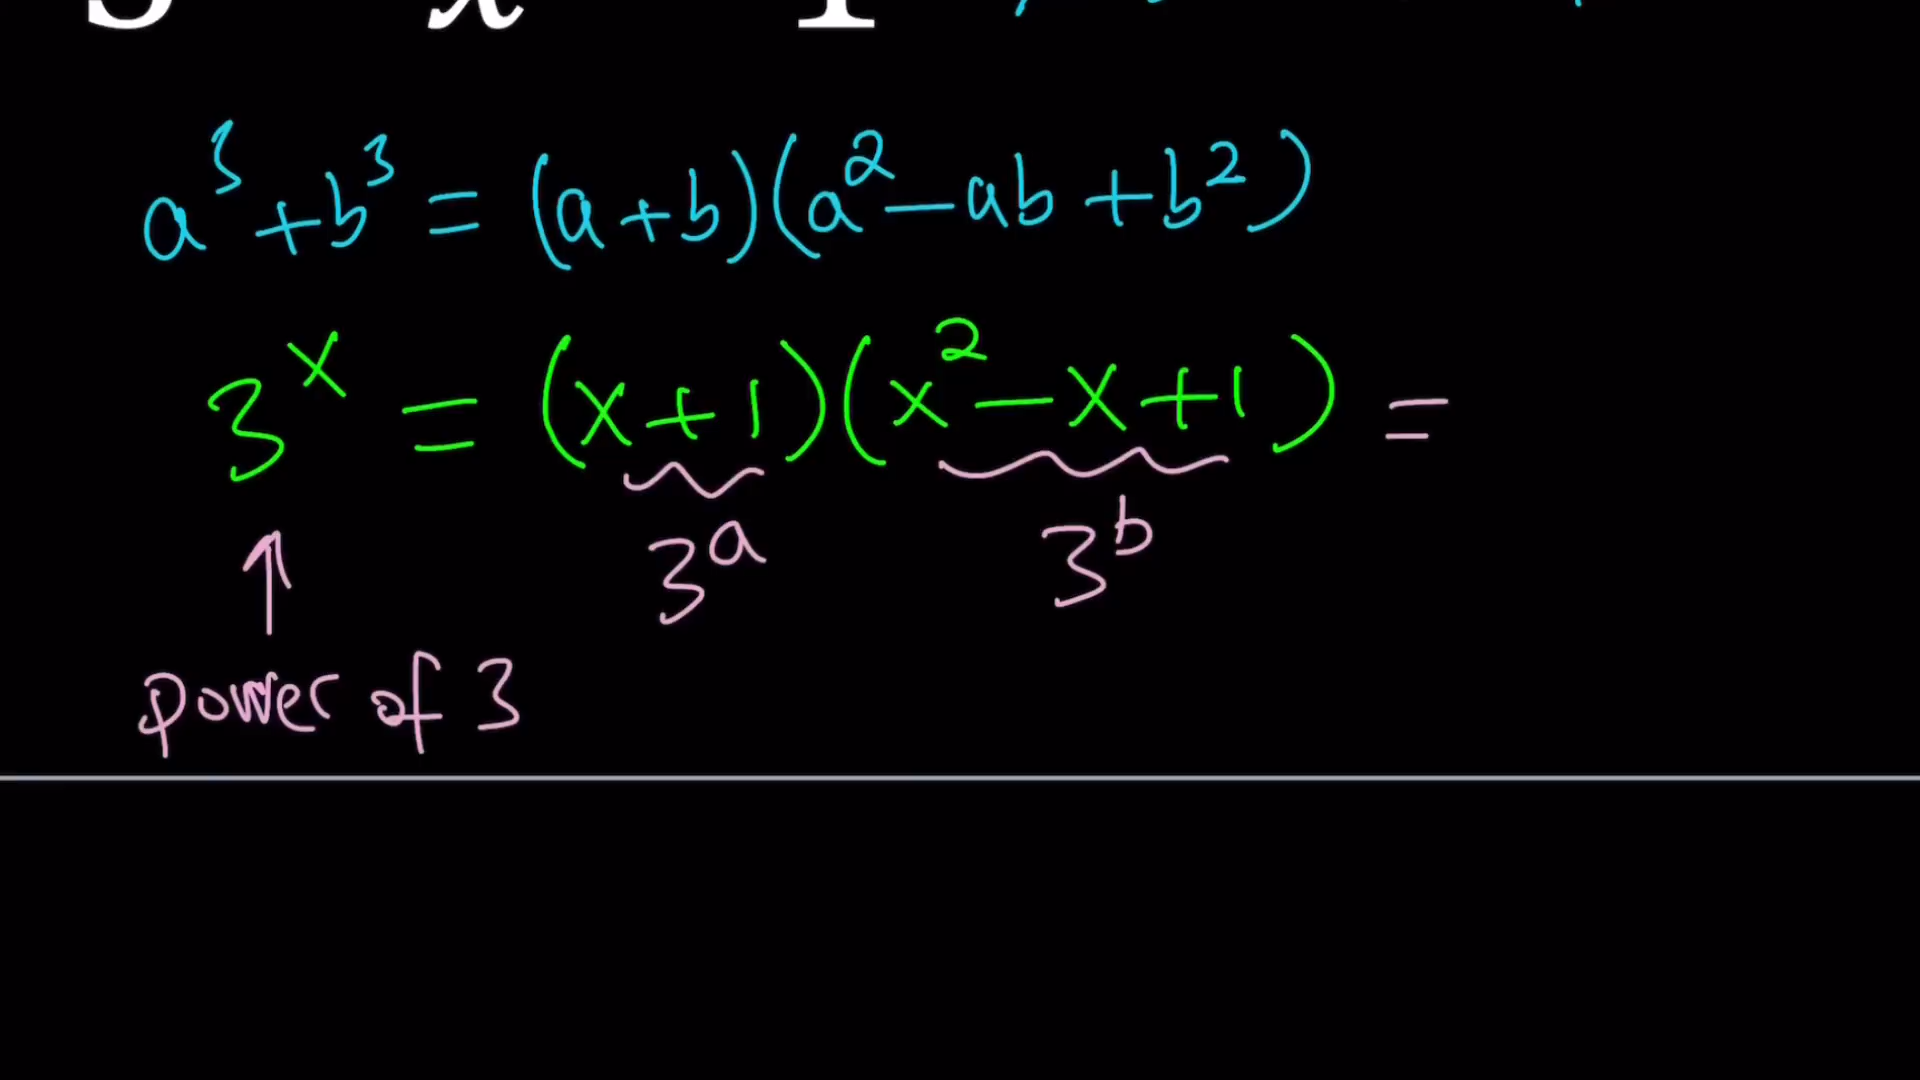 a³+b³ = (a+b)(a²-ab+b²)
3ˣ = (x+1)(x²-x+1) =
3ᵃ 3ᵇ
power of 3